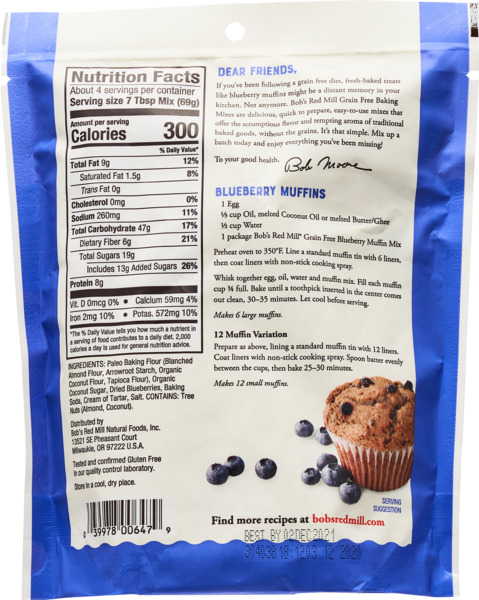 Nutrition Facts
About 4 servings per container
Serving size 7 Tbsp Mix (69g)
Amount per serving
Calories 300
% Daily Value*
Total Fat 9g 12%
Saturated Fat 1.5g 8%
Trans Fat 0g
Cholesterol 0mg 0%
Sodium 260mg 11%
Total Carbohydrate 47g 17%
Dietary Fiber 6g 21%
Total Sugars 19g
Includes 13g Added Sugars 26%
Protein 8g
Vit. D 0mcg 0% • Calcium 59mg 4%
Iron 2mg 10% • Potas. 572mg 10%
*The % Daily Value tells you how much a nutrient in
a serving of food contributes to a daily diet. 2,000
calories a day is used for general nutrition advice.
INGREDIENTS: Paleo Baking Flour (Blanched
Almond Flour, Arrowroot Starch, Organic
Coconut Flour, Tapioca Flour), Organic
Coconut Sugar, Dried Blueberries, Baking
Soda, Cream of Tartar, Salt. CONTAINS: Tree
Nuts (Almond, Coconut).
Distributed by
Bob's Red Mill Natural Foods, Inc.
13521 SE Pheasant Court
Milwaukie, OR 97222 U.S.A.
Tested and confirmed Gluten Free
in our quality control laboratory.
Store in a cool, dry place.
0 39978 00647 9
DEAR FRIENDS,
If you've been following a grain free diet, fresh-baked treats
like blueberry muffins might be a distant memory in your
kitchen. Not anymore. Bob's Red Mill Grain Free Baking
Mixes are delicious, quick to prepare, easy-to-use mixes that
offer the scrumptious flavor and tempting aroma of traditional
baked goods, without the grains. It's that simple. Mix up a
batch today and enjoy everything you've been missing!
To your good health, Bob Moore
BLUEBERRY MUFFINS
1 Egg
⅓ cup Oil, melted Coconut Oil or melted Butter/Ghee
½ cup Water
1 package Bob's Red Mill® Grain Free Blueberry Muffin Mix
Preheat oven to 350°F. Line a standard muffin tin with 6 liners,
then coat liners with non-stick cooking spray.
Whisk together egg, oil, water and muffin mix. Fill each muffin
cup ¾ full. Bake until a toothpick inserted in the center comes
out clean, 30–35 minutes. Let cool before serving.
Makes 6 large muffins.
12 Muffin Variation
Prepare as above, lining a standard muffin tin with 12 liners.
Coat liners with non-stick cooking spray. Spoon batter evenly
between the cups, then bake 25–30 minutes.
Makes 12 small muffins.
SERVING
SUGGESTION
Find more recipes at bobsredmill.com
BEST BY 02DEC2021